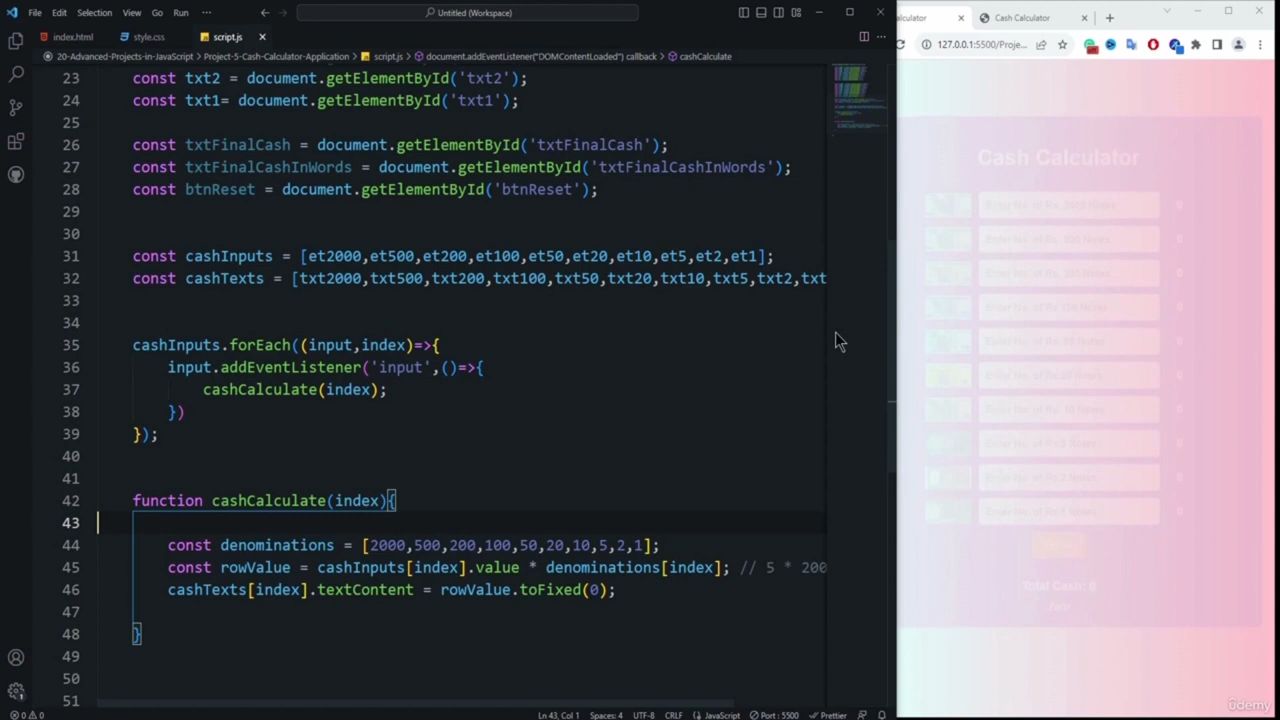 File Edit Selection View Go Run ··· Untitled (Workspace)
index.html style.css script.js
20-Advanced-Projects-in-JavaScript > Project-5-Cash-Calculator-Application > script.js > document.addEventListener("DOMContentLoaded") callback > cashCalculate
23 const txt2 = document.getElementById('txt2');
24 const txt1= document.getElementById('txt1');
25
26 const txtFinalCash = document.getElementById('txtFinalCash');
27 const txtFinalCashInWords = document.getElementById('txtFinalCashInWords');
28 const btnReset = document.getElementById('btnReset');
29
30
31 const cashInputs = [et2000,et500,et200,et100,et50,et20,et10,et5,et2,et1];
32 const cashTexts = [txt2000,txt500,txt200,txt100,txt50,txt20,txt10,txt5,txt2,txt
33
34
35 cashInputs.forEach((input,index)=>{
36 input.addEventListener('input',()=>{
37 cashCalculate(index);
38 })
39 });
40
41
42 function cashCalculate(index){
43
44 const denominations = [2000,500,200,100,50,20,10,5,2,1];
45 const rowValue = cashInputs[index].value * denominations[index]; // 5 * 200
46 cashTexts[index].textContent = rowValue.toFixed(0);
47
48 }
49
50
51
0 0 Ln 43, Col 1 Spaces: 4 UTF-8 CRLF JavaScript Port : 5500 Prettier
alculator Cash Calculator
127.0.0.1:5500/Proje...
Cash Calculator
Total Cash: 0
ûdemy